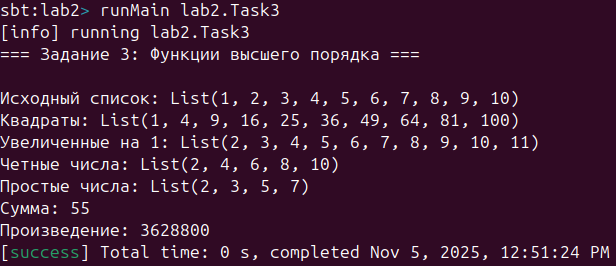 sbt:lab2> runMain lab2.Task3
[info] running lab2.Task3
=== Задание 3: Функции высшего порядка ===
Исходный список: List(1, 2, 3, 4, 5, 6, 7, 8, 9, 10)
Квадраты: List(1, 4, 9, 16, 25, 36, 49, 64, 81, 100)
Увеличенные на 1: List(2, 3, 4, 5, 6, 7, 8, 9, 10, 11)
Четные числа: List(2, 4, 6, 8, 10)
Простые числа: List(2, 3, 5, 7)
Сумма: 55
Произведение: 3628800
[success] Total time: 0 s, completed Nov 5, 2025, 12:51:24 PM